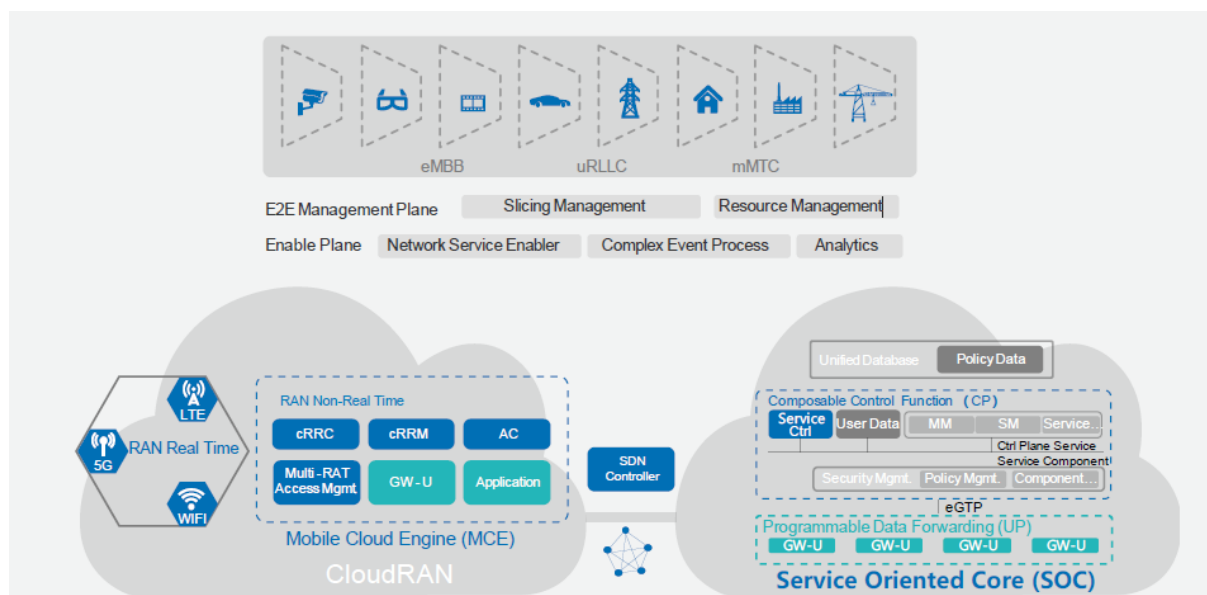 eMBB uRLLC mMTC
E2E Management Plane Slicing Management Resource Management
Enable Plane Network Service Enabler Complex Event Process Analytics
LTE
5G
RAN Real Time
WIFI
RAN Non-Real Time
cRRC cRRM AC
Multi-RAT
Access Mgmt GW-U Application
Mobile Cloud Engine (MCE)
CloudRAN
SDN
Controller
Unified Database Policy Data
Composable Control Function (CP)
Service
Ctrl User Data MM SM Service...
Ctrl Plane Service
Service Component
Security Mgmt. Policy Mgmt. Component...
eGTP
Programmable Data Forwarding (UP)
GW-U GW-U GW-U GW-U
Service Oriented Core (SOC)